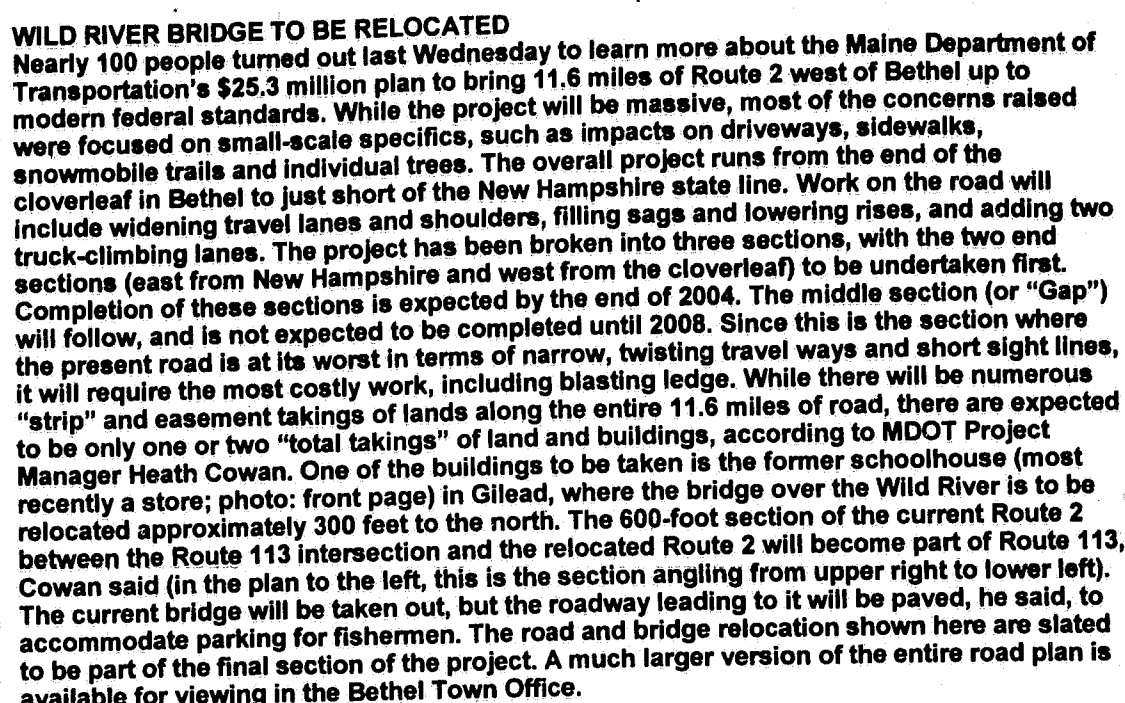 WILD RIVER BRIDGE TO BE RELOCATED
Nearly 100 people turned out last Wednesday to learn more about the Maine Department of
Transportation's $25.3 million plan to bring 11.6 miles of Route 2 west of Bethel up to
modern federal standards. While the project will be massive, most of the concerns raised
were focused on small-scale specifics, such as impacts on driveways, sidewalks,
snowmobile trails and individual trees. The overall project runs from the end of the
cloverleaf in Bethel to just short of the New Hampshire state line. Work on the road will
include widening travel lanes and shoulders, filling sags and lowering rises, and adding two
truck-climbing lanes. The project has been broken into three sections, with the two end
sections (east from New Hampshire and west from the cloverleaf) to be undertaken first.
Completion of these sections is expected by the end of 2004. The middle section (or “Gap”)
will follow, and is not expected to be completed until 2008. Since this is the section where
the present road is at its worst in terms of narrow, twisting travel ways and short sight lines,
it will require the most costly work, including blasting ledge. While there will be numerous
“strip” and easement takings of lands along the entire 11.6 miles of road, there are expected
to be only one or two “total takings” of land and buildings, according to MDOT Project
Manager Heath Cowan. One of the buildings to be taken is the former schoolhouse (most
recently a store; photo: front page) in Gilead, where the bridge over the Wild River is to be
relocated approximately 300 feet to the north. The 600-foot section of the current Route 2
between the Route 113 intersection and the relocated Route 2 will become part of Route 113,
Cowan said (in the plan to the left, this is the section angling from upper right to lower left).
The current bridge will be taken out, but the roadway leading to it will be paved, he said, to
accommodate parking for fishermen. The road and bridge relocation shown here are slated
to be part of the final section of the project. A much larger version of the entire road plan is
available for viewing in the Bethel Town Office.